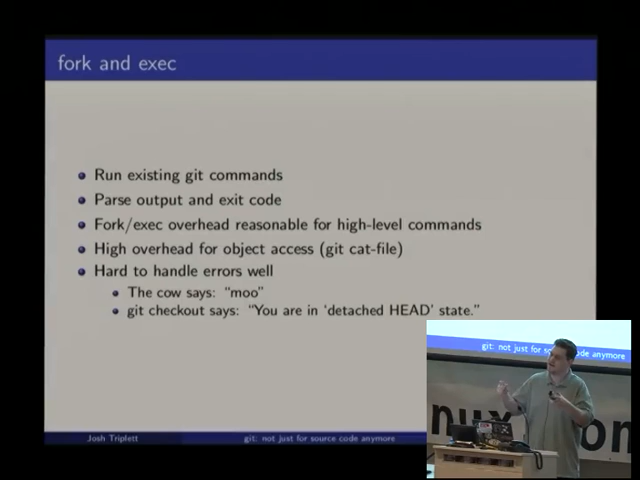 fork and exec
Run existing git commands
Parse output and exit code
Fork/exec overhead reasonable for high-level commands
High overhead for object access (git cat-file)
Hard to handle errors well
The cow says: “moo”
git checkout says: “You are in ‘detached HEAD’ state.”
git: not just for source code anymore
nux
on
Josh Triplett
git: not just for source code anymore